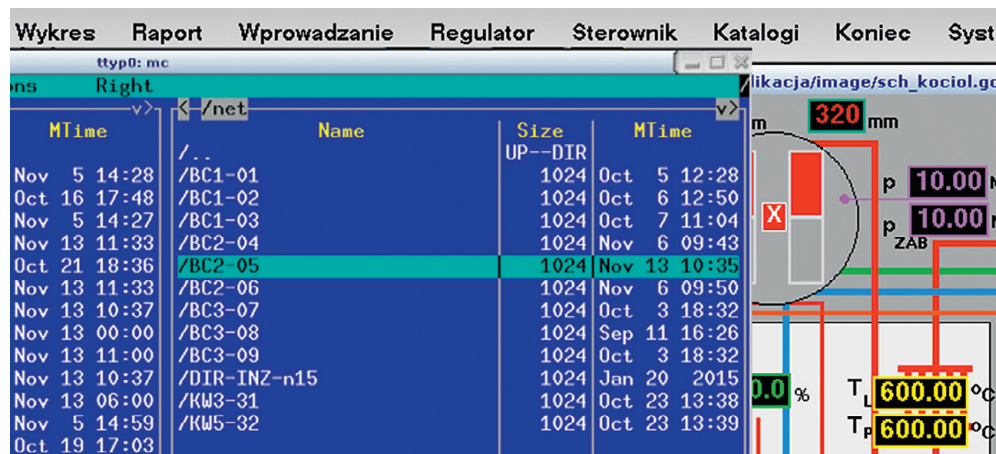 Wykres Raport Wprowadzanie Regulator Sterownik Katalogi Koniec Syst
ttyp0: mc
ons Right
v>
MTime
Nov 5 14:28
Oct 16 17:48
Nov 5 14:27
Nov 13 11:33
Oct 21 18:36
Nov 13 11:33
Nov 13 10:37
Nov 13 00:00
Nov 13 11:00
Nov 13 10:37
Nov 13 06:00
Nov 5 14:59
Oct 19 17:03
< /net v>
Name Size MTime
/.. UP--DIR
/BC1-01 1024 Oct 5 12:28
/BC1-02 1024 Oct 6 12:50
/BC1-03 1024 Oct 7 11:04
/BC2-04 1024 Nov 6 09:43
/BC2-05 1024 Nov 13 10:35
/BC2-06 1024 Nov 6 09:50
/BC3-07 1024 Oct 3 18:32
/BC3-08 1024 Sep 11 16:26
/BC3-09 1024 Oct 3 18:32
/DIR-INZ-n15 1024 Jan 20 2015
/KW3-31 1024 Oct 23 13:38
/KW5-32 1024 Oct 23 13:39
likacja/image/sch_kociol.gc
m 320 mm
p 10.00
X
p ZAB 10.00
0.0 %
T L 600.00 °C
T P 600.00 °C